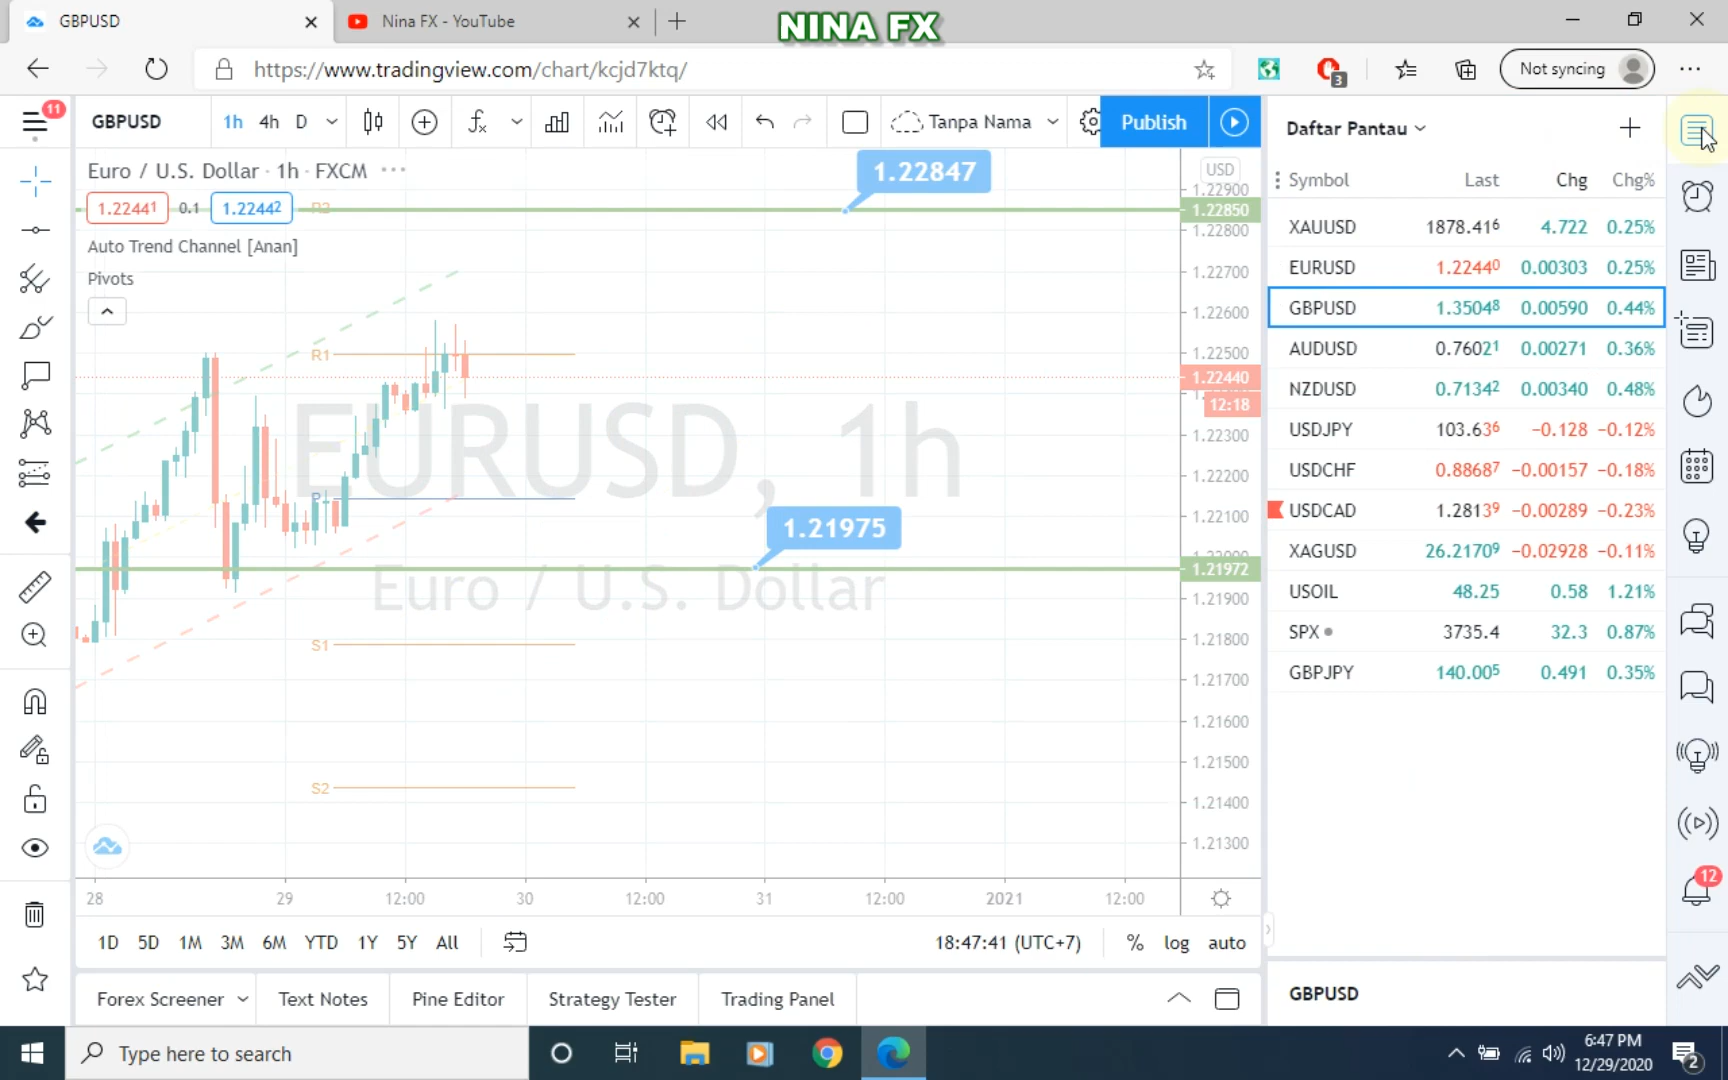 GBPUSD
Nina FX - YouTube
NINA FX
https://www.tradingview.com/chart/kcjd7ktq/
3
Not syncing
11
GBPUSD
1h 4h D
Tanpa Nama
Publish
Euro / U.S. Dollar · 1h · FXCM
1.22441 0.1 1.22442
R2
Auto Trend Channel [Anan]
Pivots
1.22847
1.21975
R1
P
S1
S2
EURUSD, 1h
Euro / U.S. Dollar
USD
1.22900
1.22850
1.22800
1.22700
1.22600
1.22500
1.22440
12:18
1.22300
1.22200
1.22100
1.22000
1.21972
1.21900
1.21800
1.21700
1.21600
1.21500
1.21400
1.21300
28 29 12:00 30 12:00 31 12:00 2021 12:00
1D 5D 1M 3M 6M YTD 1Y 5Y All
18:47:41 (UTC+7) % log auto
Forex Screener Text Notes Pine Editor Strategy Tester Trading Panel
Daftar Pantau
Symbol Last Chg Chg%
XAUUSD 1878.416 4.722 0.25%
EURUSD 1.22440 0.00303 0.25%
GBPUSD 1.35048 0.00590 0.44%
AUDUSD 0.76021 0.00271 0.36%
NZDUSD 0.71342 0.00340 0.48%
USDJPY 103.636 −0.128 −0.12%
USDCHF 0.88687 −0.00157 −0.18%
USDCAD 1.28139 −0.00289 −0.23%
XAGUSD 26.21709 −0.02928 −0.11%
USOIL 48.25 0.58 1.21%
SPX 3735.4 32.3 0.87%
GBPJPY 140.005 0.491 0.35%
GBPUSD
12
Type here to search
6:47 PM
12/29/2020
2